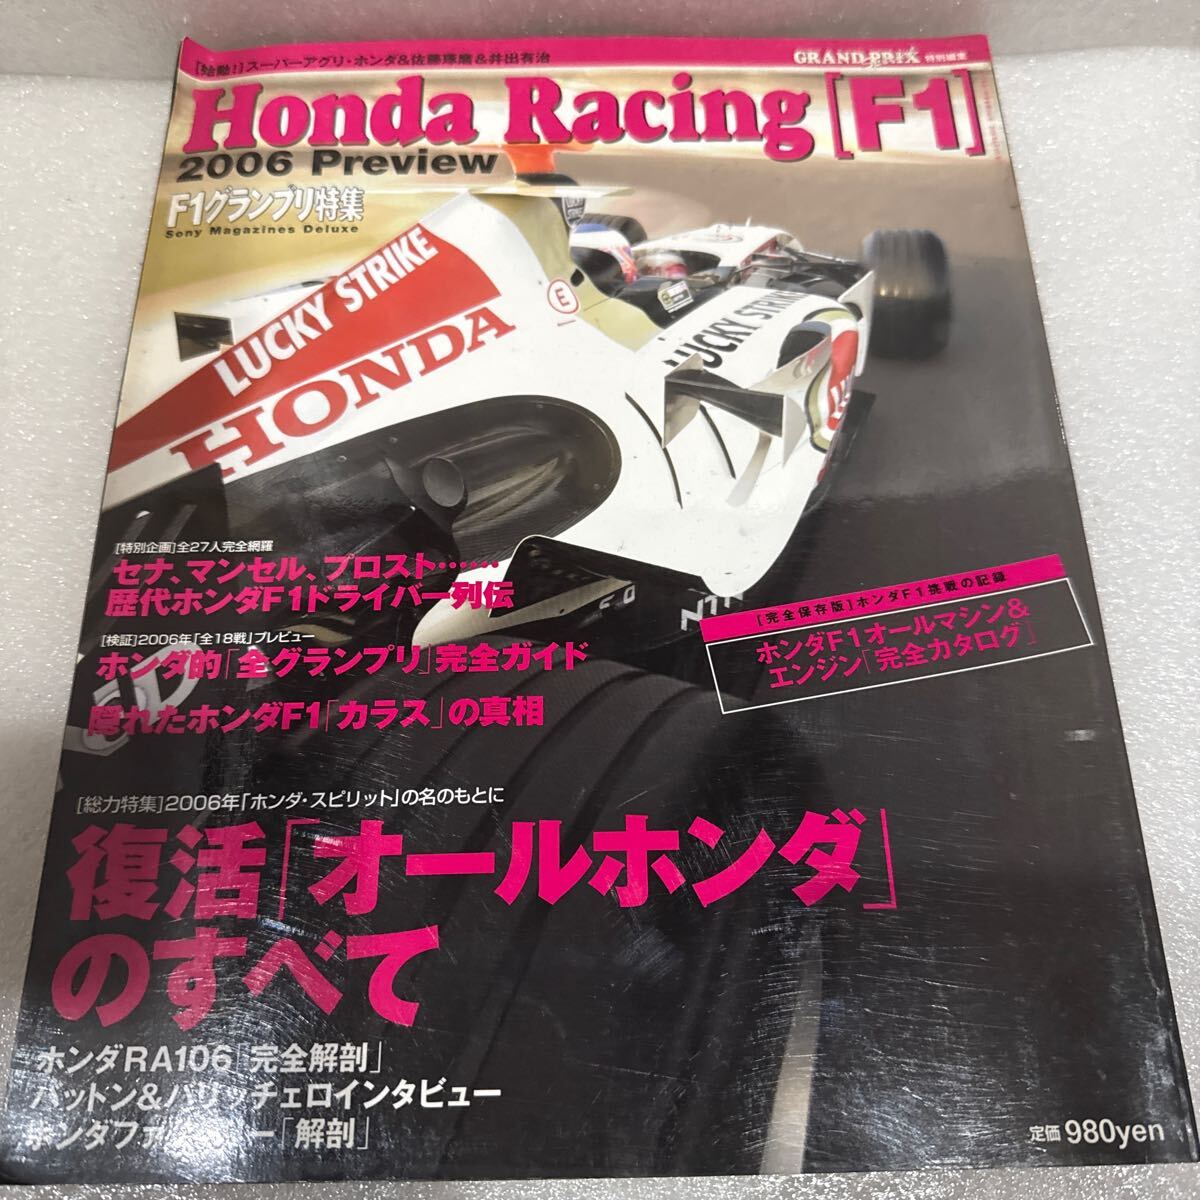 [始動!]スーパーアグリ・ホンダ&佐藤琢磨&井出有治
GRAND PRIX 特別編集
Honda Racing [F1]
2006 Preview
F1グランプリ特集
Sony Magazines Deluxe
LUCKY STRIKE
HONDA
E
LUCKY STRIKE
[特別企画]全27人完全網羅
セナ、マンセル、プロスト……
歴代ホンダF1ドライバー列伝
[検証]2006年「全18戦」プレビュー
ホンダ的「全グランプリ」完全ガイド
隠れたホンダF1「カラス」の真相
[完全保存版]ホンダF1挑戦の記録
ホンダF1オールマシン&
エンジン「完全カタログ」
[総力特集]2006年「ホンダ・スピリット」の名のもとに
復活「オールホンダ」
のすべて
ホンダRA106「完全解剖」
バットン&バリッチェロインタビュー
「解剖」
定価 980yen